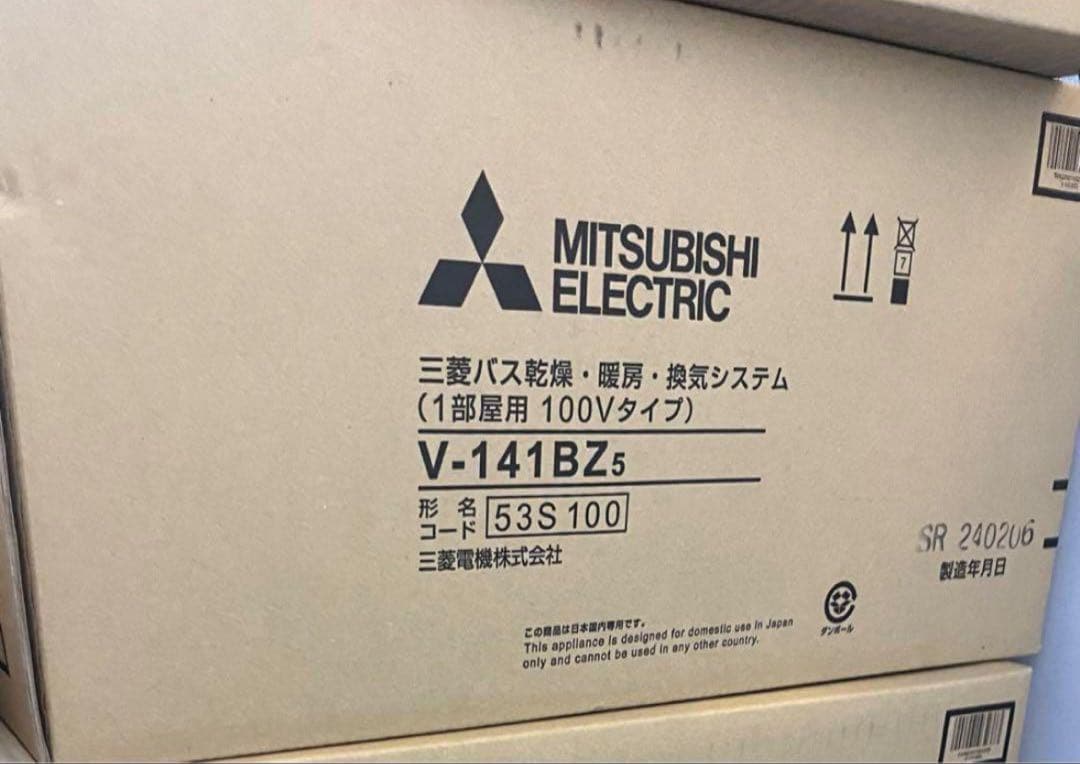 MITSUBISHI
ELECTRIC
7
三菱バス乾燥・暖房・換気システム
(1部屋用 100Vタイプ)
V-141BZ5
形名
コード 53S100
三菱電機株式会社
SR 240206
製造年月日
ダンボール
この商品は日本国内専用です。
This appliance is designed for domestic use in Japan
only and cannot be used in any other country.